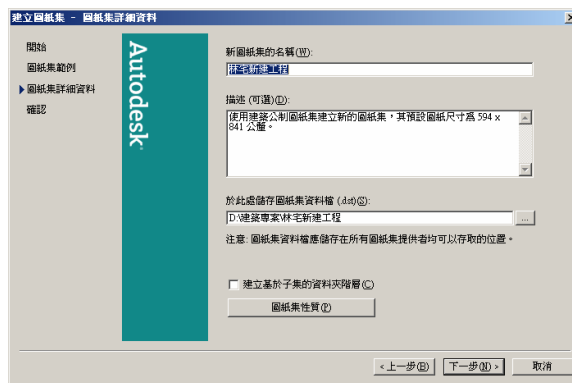 建立圖紙集 - 圖紙集詳細資料
開始
圖紙集範例
圖紙集詳細資料
確認
Autodesk
新圖紙集的名稱(W):
林宅新建工程
描述 (可選)(D):
使用建築公制圖紙集建立新的圖紙集,其預設圖紙尺寸為 594 x
841 公釐。
於此處儲存圖紙集資料檔 (.dst)(S):
D:\建築專案\林宅新建工程
...
注意: 圖紙集資料檔應儲存在所有圖紙集提供者均可以存取的位置。
建立基於子集的資料夾階層(C)
圖紙集性質(P)
<上一步(B)
下一步(N)>
取消